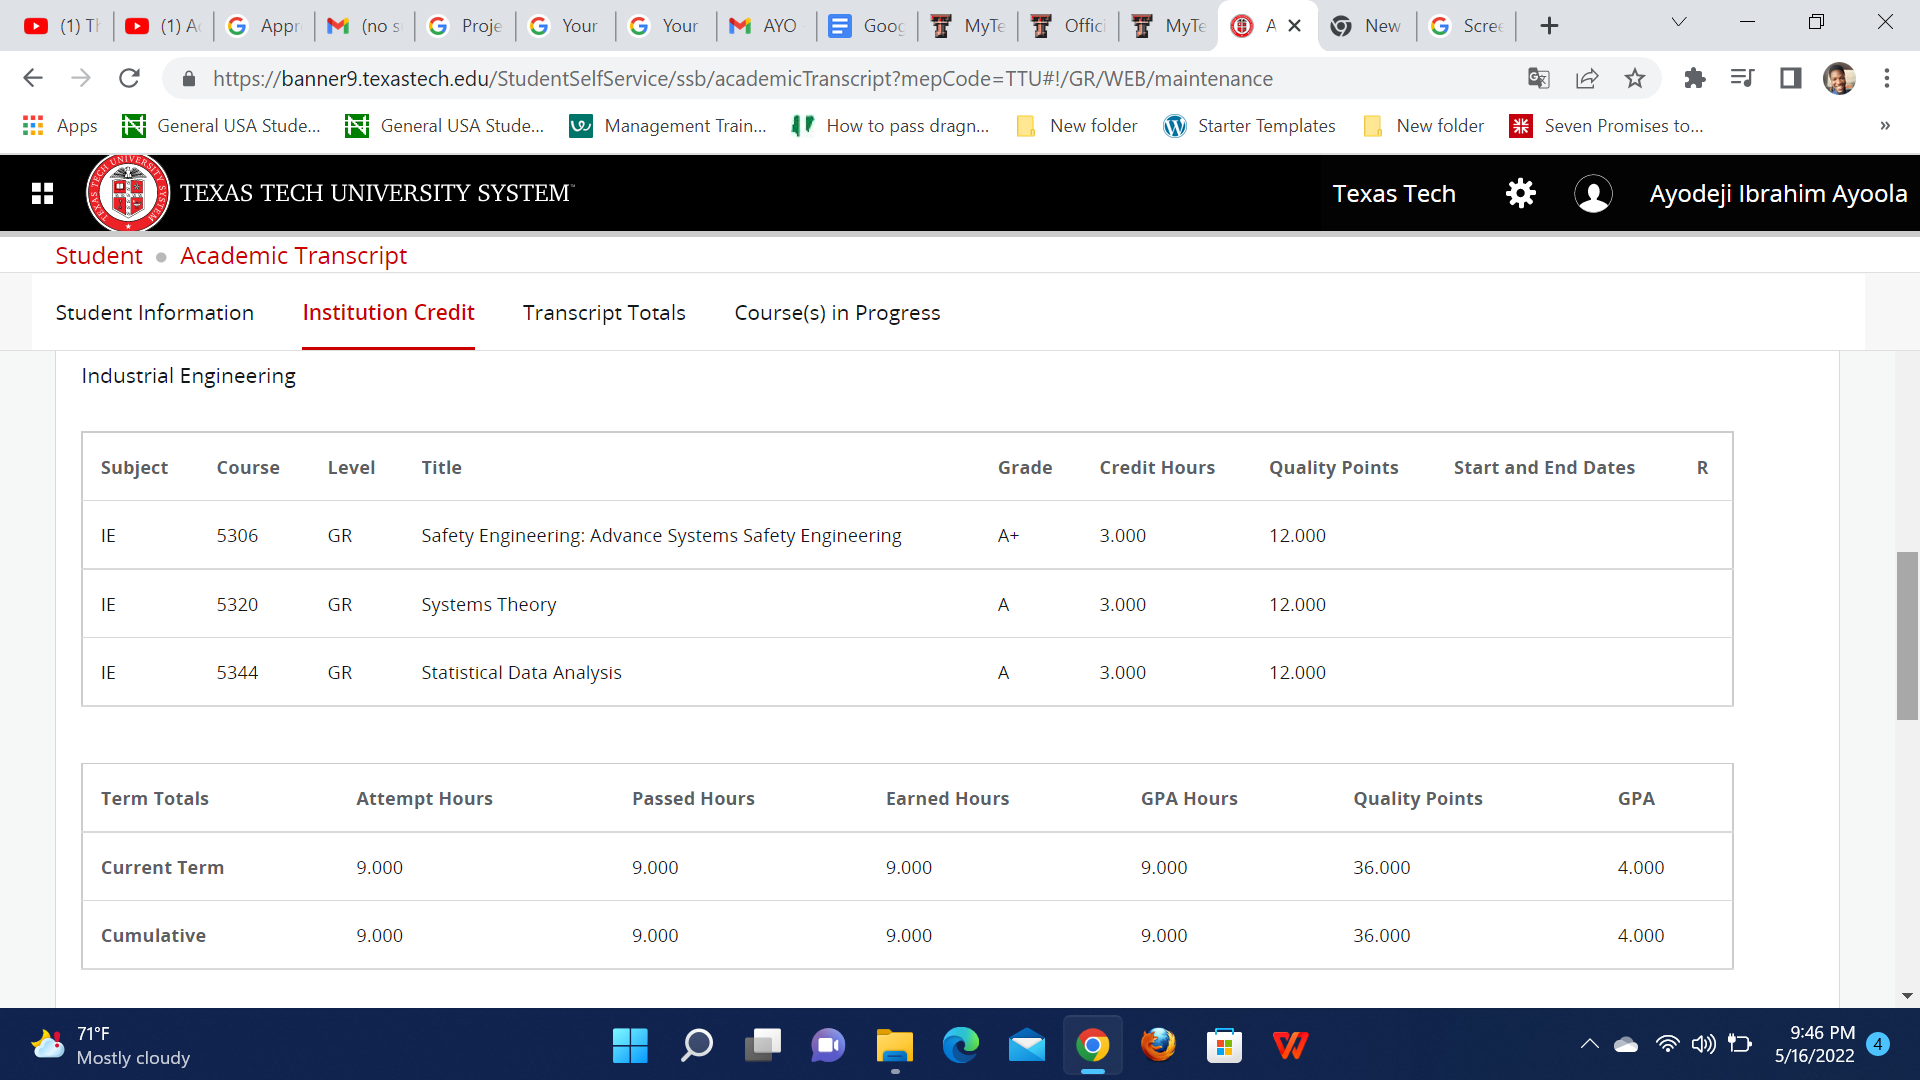 (1) Th
(1) Ac
Appr
(no s
Proje
Your
Your
AYO
Goog
MyTe
Offici
MyTe
A
New
Scree
https://banner9.texastech.edu/StudentSelfService/ssb/academicTranscript?mepCode=TTU#!/GR/WEB/maintenance
Apps
General USA Stude...
General USA Stude...
Management Train...
How to pass dragn...
New folder
Starter Templates
New folder
Seven Promises to...
»
TEXAS TECH UNIVERSITY SYSTEM
Texas Tech
Ayodeji Ibrahim Ayoola
Student • Academic Transcript
Student Information Institution Credit Transcript Totals Course(s) in Progress
Industrial Engineering
Subject Course Level Title Grade Credit Hours Quality Points Start and End Dates R
IE 5306 GR Safety Engineering: Advance Systems Safety Engineering A+ 3.000 12.000
IE 5320 GR Systems Theory A 3.000 12.000
IE 5344 GR Statistical Data Analysis A 3.000 12.000
Term Totals Attempt Hours Passed Hours Earned Hours GPA Hours Quality Points GPA
Current Term 9.000 9.000 9.000 9.000 36.000 4.000
Cumulative 9.000 9.000 9.000 9.000 36.000 4.000
71°F
Mostly cloudy
9:46 PM
5/16/2022
4